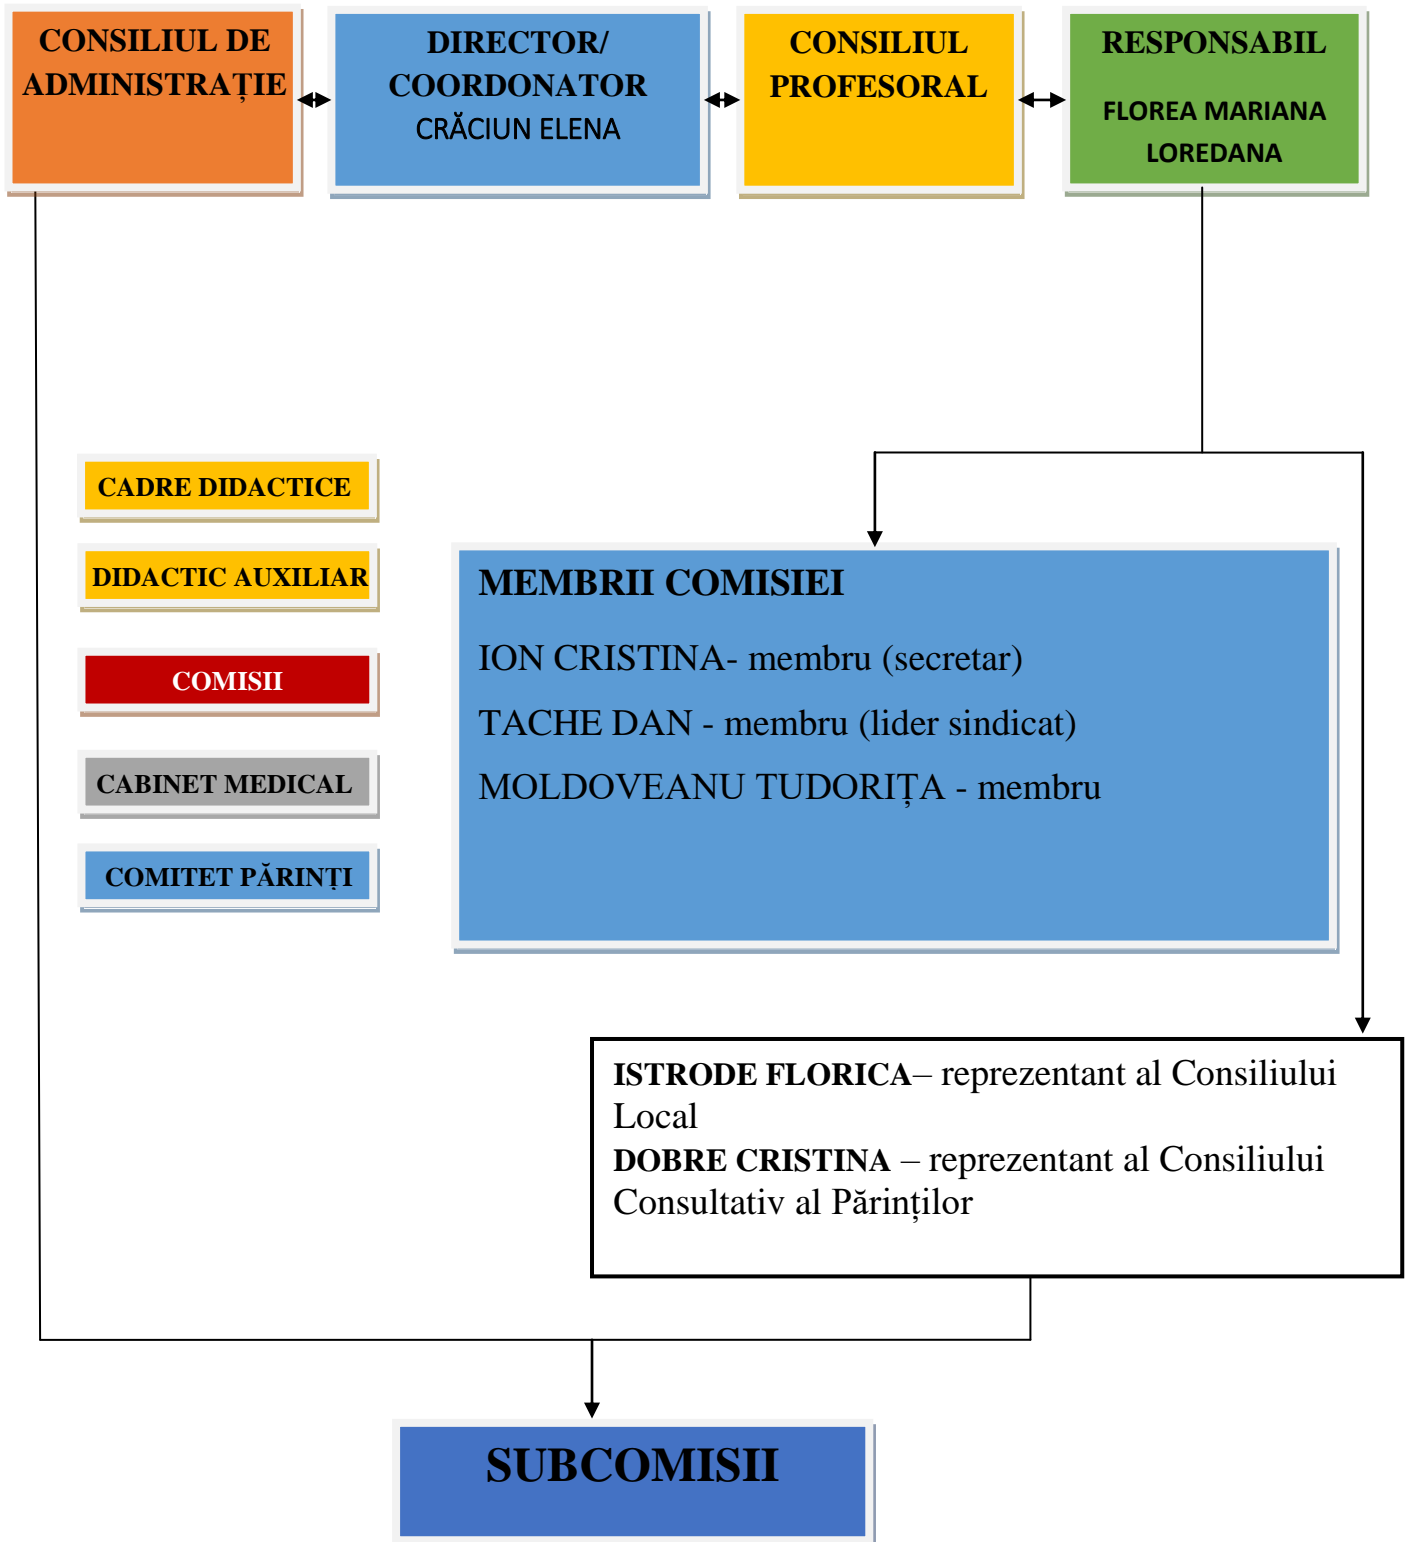 CONSILIUL DE
ADMINISTRAȚIE
DIRECTOR/
COORDONATOR
CRĂCIUN ELENA
CONSILIUL
PROFESORAL
RESPONSABIL
FLOREA MARIANA
LOREDANA
CADRE DIDACTICE
DIDACTIC AUXILIAR
COMISII
CABINET MEDICAL
COMITET PĂRINȚI
MEMBRII COMISIEI
ION CRISTINA- membru (secretar)
TACHE DAN - membru (lider sindicat)
MOLDOVEANU TUDORIȚA - membru
ISTRODE FLORICA– reprezentant al Consiliului
Local
DOBRE CRISTINA – reprezentant al Consiliului
Consultativ al Părinților
SUBCOMISII